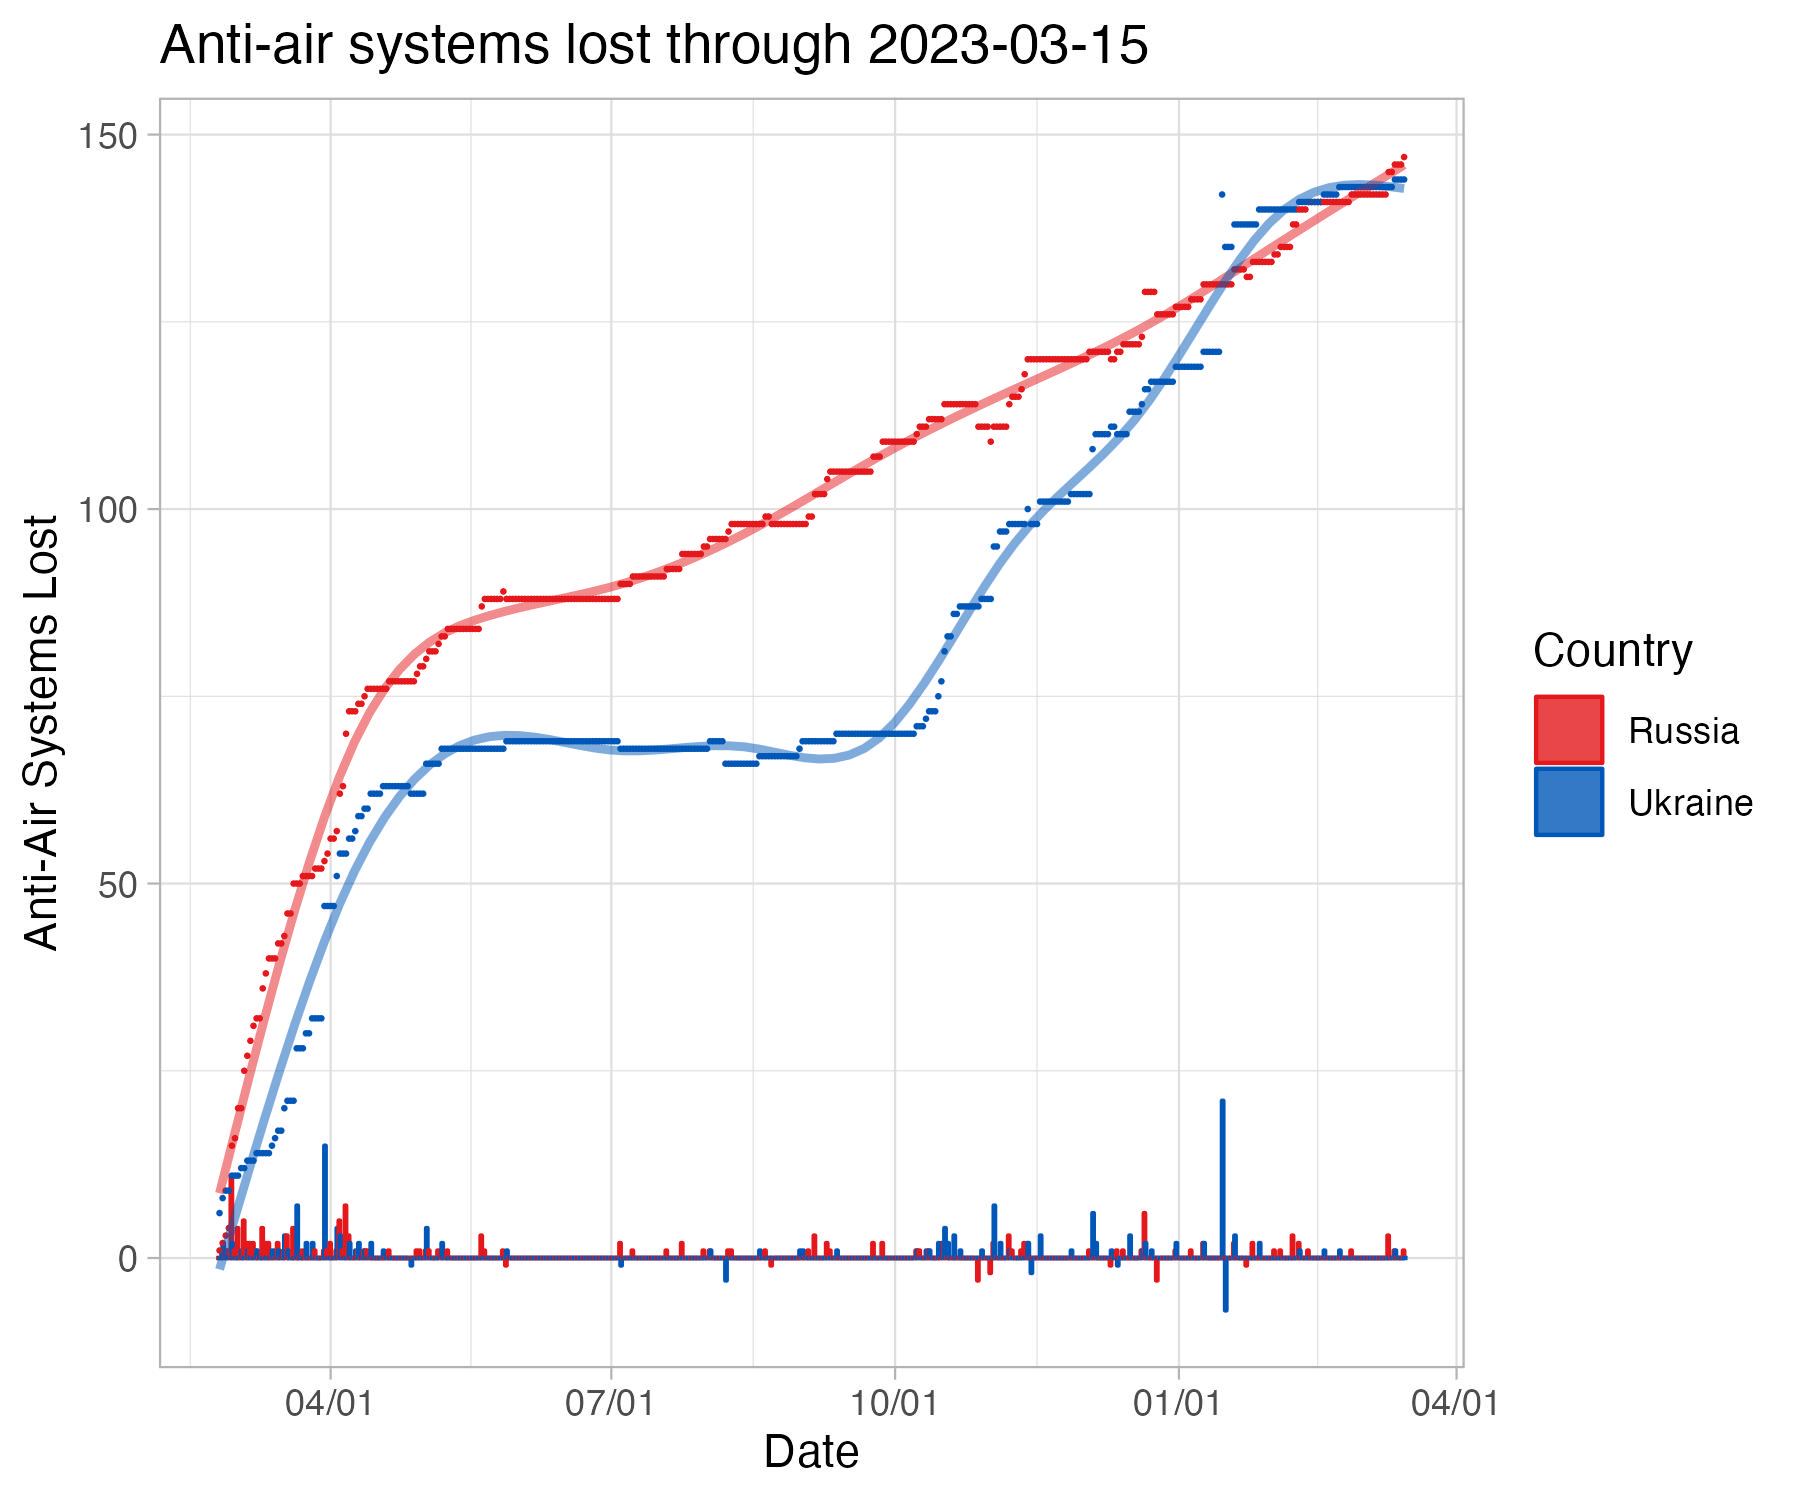 Anti-air systems lost through 2023-03-15
Anti-Air Systems Lost
150
100
50
0
04/01
07/01
10/01
01/01
04/01
Date
Country
Russia
Ukraine